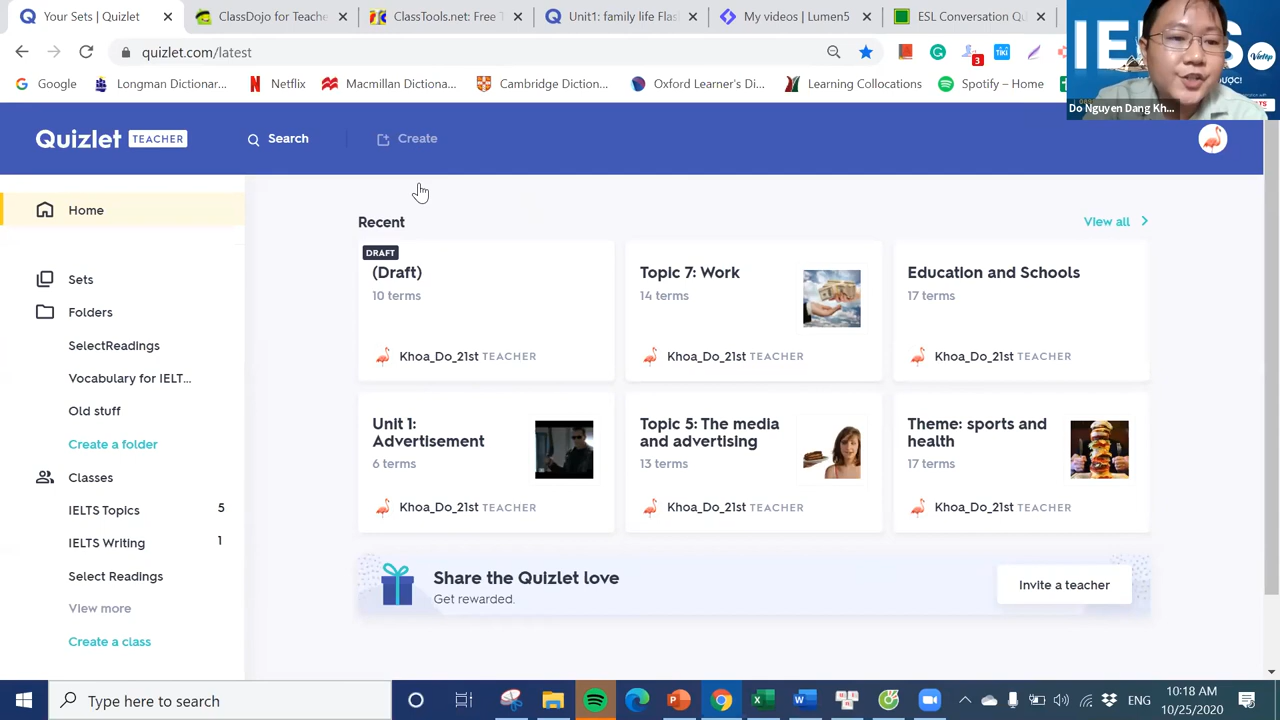 Your Sets | Quizlet
ClassDojo for Teache
ClassTools.net Free T
Unit1: family life Flas
My videos | Lumen5
ESL Conversation Qu
quizlet.com/latest
3
TIKI
Google
Longman Dictionar...
Netflix
Macmillan Dictionar...
Cambridge Diction...
Oxford Learner's Di...
Learning Collocations
Spotify – Home
Do Nguyen Dang Kh...
Quizlet TEACHER
Search
Create
Home
Sets
Folders
SelectReadings
Vocabulary for IELT...
Old stuff
Create a folder
Classes
IELTS Topics 5
IELTS Writing 1
Select Readings
View more
Create a class
Recent
View all
DRAFT
(Draft)
10 terms
Khoa_Do_21st TEACHER
Topic 7: Work
14 terms
Khoa_Do_21st TEACHER
Education and Schools
17 terms
Khoa_Do_21st TEACHER
Unit 1:
Advertisement
6 terms
Khoa_Do_21st TEACHER
Topic 5: The media
and advertising
13 terms
Khoa_Do_21st TEACHER
Theme: sports and
health
17 terms
Khoa_Do_21st TEACHER
Share the Quizlet love
Get rewarded.
Invite a teacher
Type here to search
ENG
10:18 AM
10/25/2020